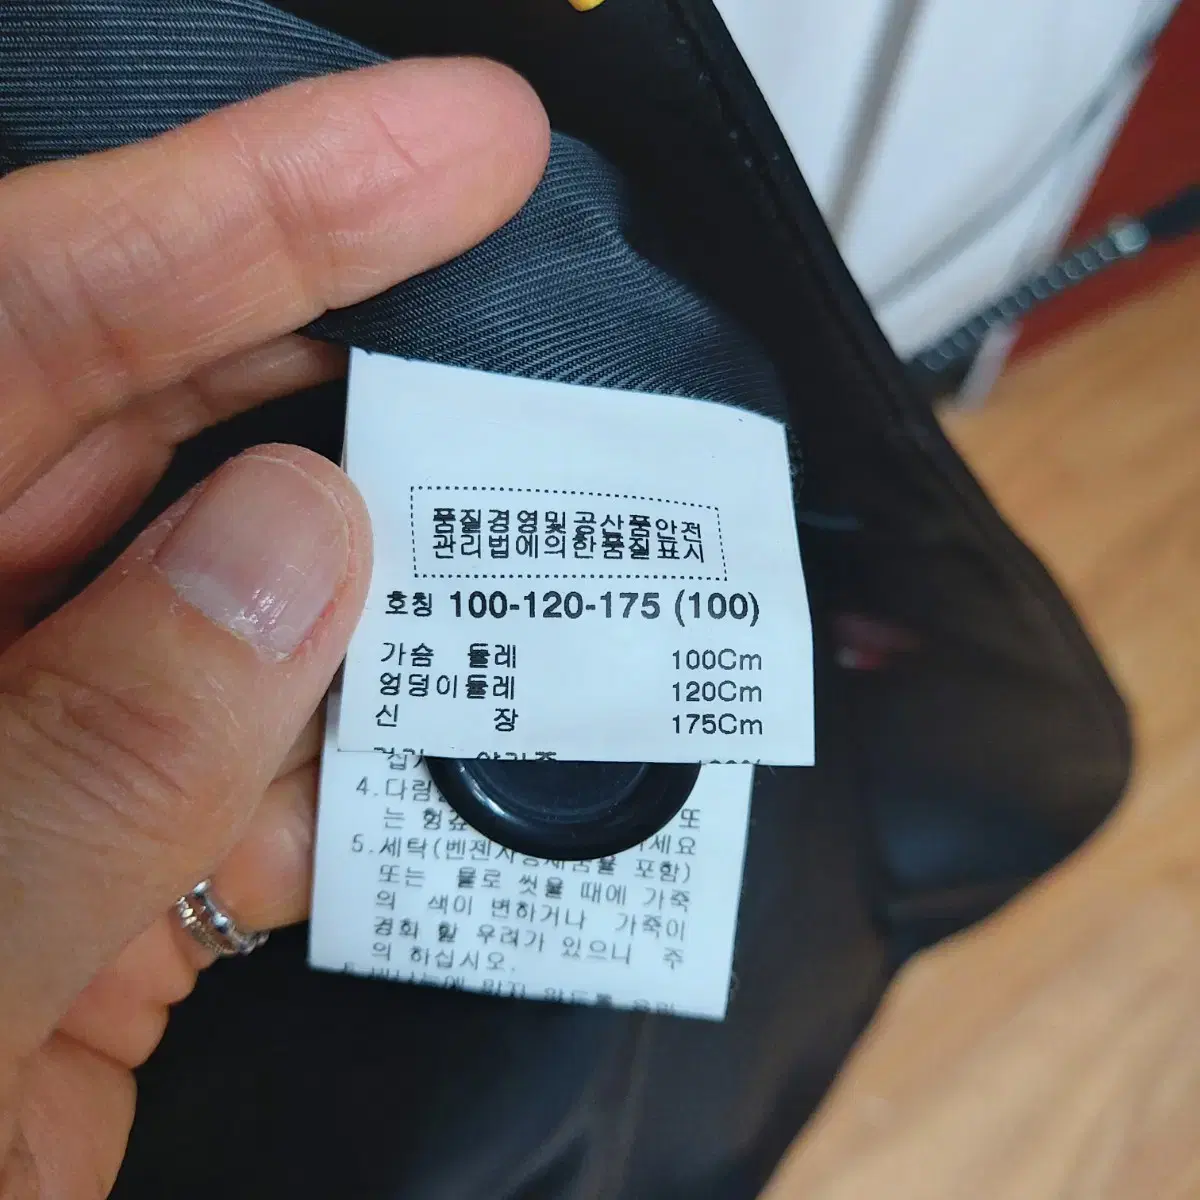 품질경영및공산품안전
관리법에의한품질표시
호칭 100-120-175 (100)
가슴 둘레 100Cm
엉덩이둘레 120Cm
신 장 175Cm
4.다림
는 헝 또
5.세탁(벤젠 포함)
또는 물로 씻을 때에 가죽
의 색이 변하거나 가죽이
경화 할 우려가 있으니 주
의 하십시오.